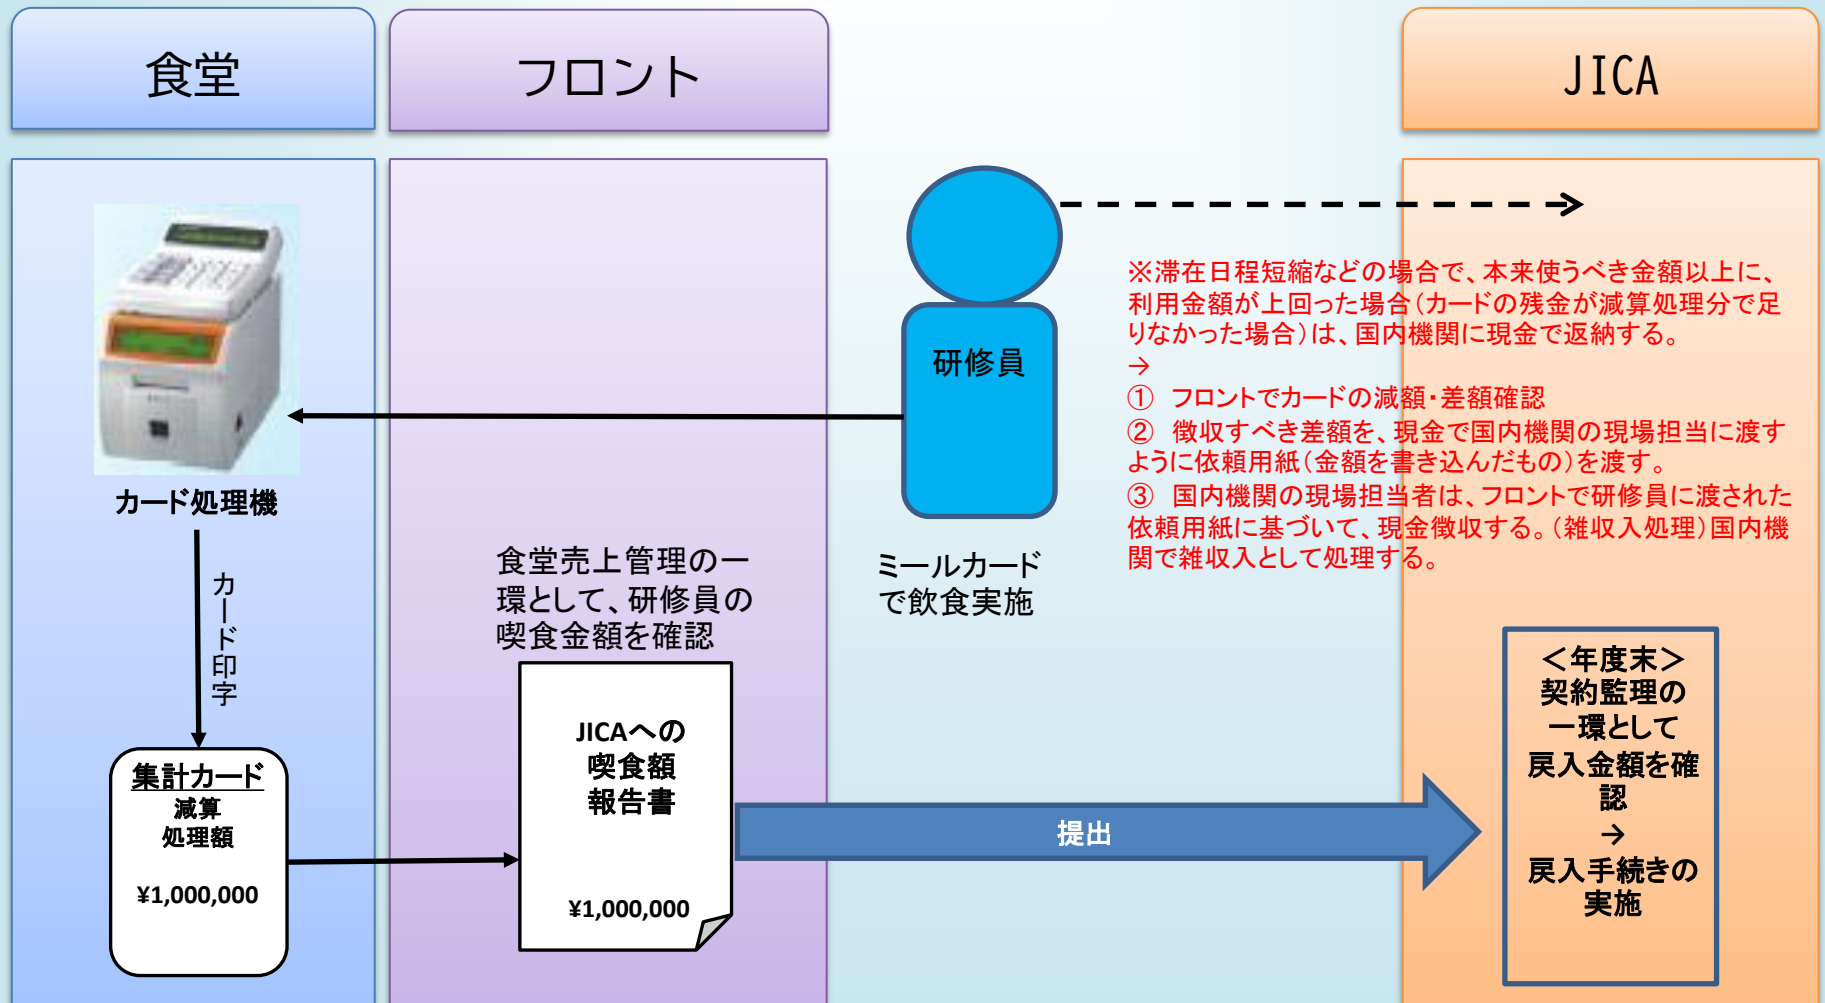 食堂
フロント
JICA
研修員
※滞在日程短縮などの場合で、本来使うべき金額以上に、
利用金額が上回った場合（カードの残金が減算処理分で足
りなかった場合）は、国内機関に現金で返納する。
→
① フロントでカードの減額・差額確認
② 徴収すべき差額を、現金で国内機関の現場担当に渡す
ように依頼用紙（金額を書き込んだもの）を渡す。
③ 国内機関の現場担当者は、フロントで研修員に渡された
依頼用紙に基づいて、現金徴収する。（雑収入処理）国内機
関で雑収入として処理する。
カード処理機
カード印字
食堂売上管理の一
環として、研修員の
喫食金額を確認
ミールカード
で飲食実施
集計カード
減算
処理額
¥1,000,000
JICAへの
喫食額
報告書
¥1,000,000
提出
＜年度末＞
契約監理の
一環として
戻入金額を確
認
→
戻入手続きの
実施